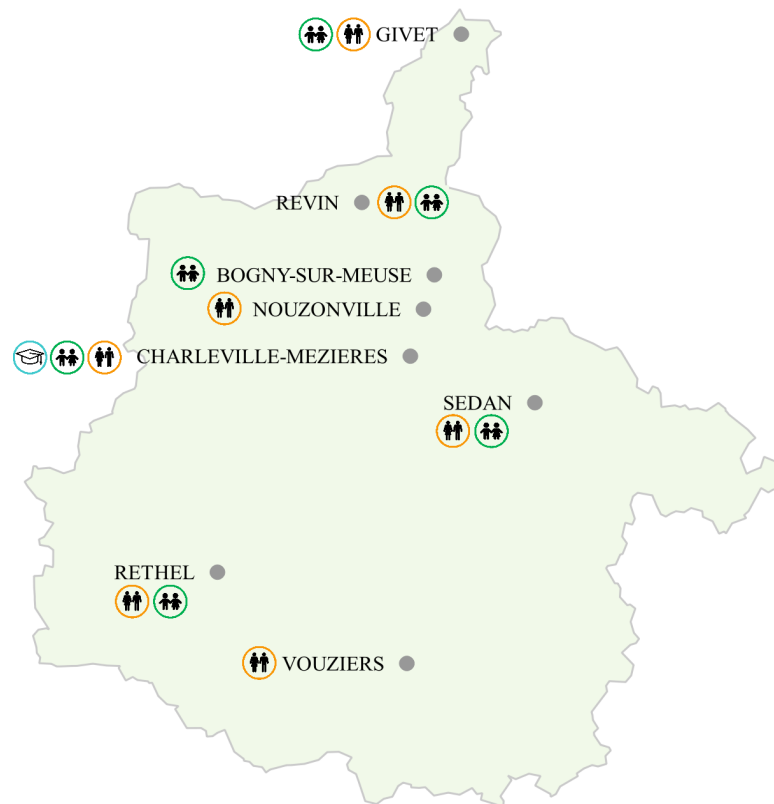 GIVET
REVIN
BOGNY-SUR-MEUSE
NOUZONVILLE
CHARLEVILLE-MEZIERES
SEDAN
RETHEL
VOUZIERS